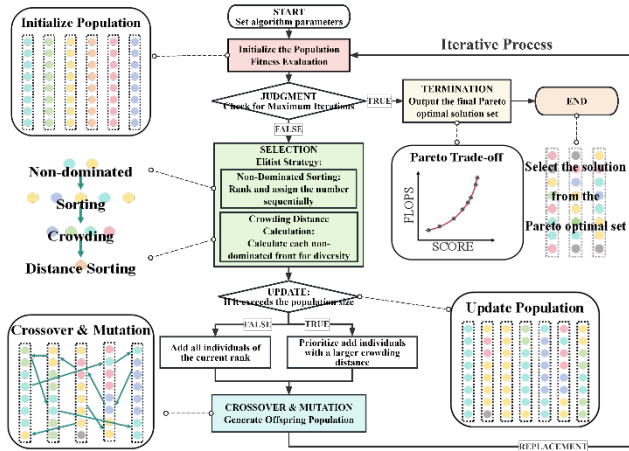 Initialize Population
START
Set algorithm parameters
Initialize the Population
Fitness Evaluation
Iterative Process
JUDGMENT
Check for Maximum Iterations
TRUE
TERMINATION
Output the final Pareto
optimal solution set
END
FALSE
SELECTION
Elitist Strategy:
Non-Dominated Sorting:
Rank and assign the number
sequentially
Crowding Distance
Calculation:
Calculate each non-
dominated front for diversity
Non-dominated
Sorting
Crowding
Distance Sorting
Pareto Trade-off
FLOPS
SCORE
Select the solution
from the
Pareto optimal set
UPDATE:
If it exceeds the population size
FALSE
TRUE
Add all individuals of
the current rank
Prioritize add individuals
with a larger crowding
distance
Update Population
Crossover & Mutation
CROSSOVER & MUTATION
Generate Offspring Population
REPLACEMENT